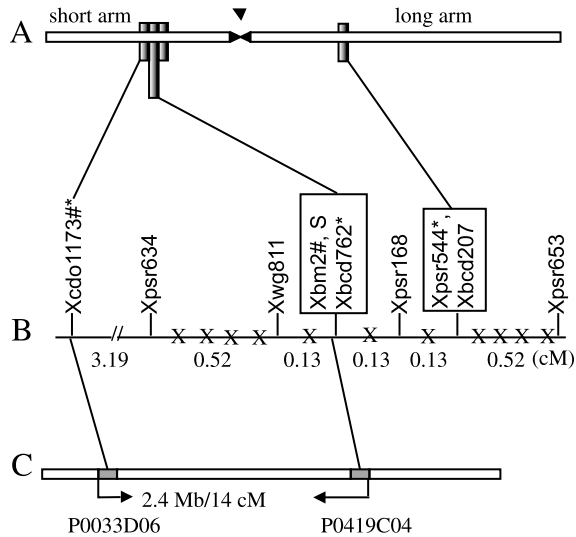 short arm
long arm
A
Xcdo1173#*
Xpsr634
Xwg811
Xbm2#, S
Xbcd762*
Xpsr168
Xpsr544*,
Xbcd207
Xpsr653
B
X X X X X X X X X X X
3.19 0.52 0.13 0.13 0.13 0.52 (cM)
C
2.4 Mb/14 cM
P0033D06 P0419C04